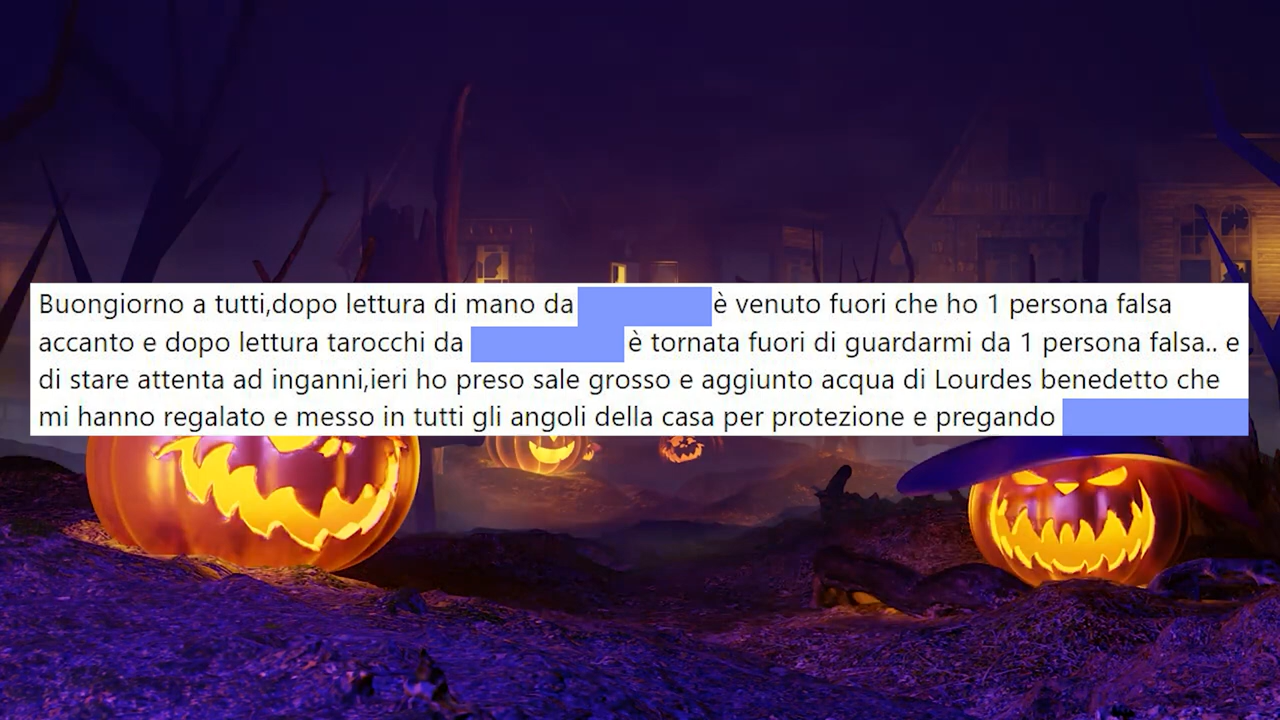 Buongiorno a tutti,dopo lettura di mano da è venuto fuori che ho 1 persona falsa
accanto e dopo lettura tarocchi da è tornata fuori di guardarmi da 1 persona falsa.. e
di stare attenta ad inganni,ieri ho preso sale grosso e aggiunto acqua di Lourdes benedetto che
mi hanno regalato e messo in tutti gli angoli della casa per protezione e pregando